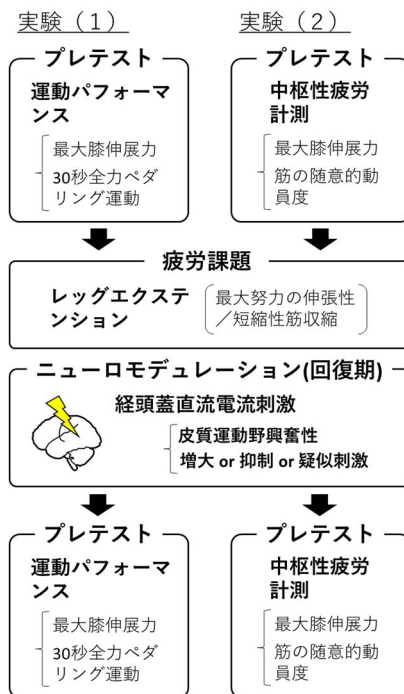 実験（１）
実験（２）
プレテスト
運動パフォーマ
ンス
最大膝伸展力
30秒全力ペダ
リング運動
プレテスト
中枢性疲労
計測
最大膝伸展力
筋の随意的動
員度
疲労課題
レッグエクステ
ンション
最大努力の伸張性
／短縮性筋収縮
ニューロモデュレーション(回復期)
経頭蓋直流電流刺激
皮質運動野興奮性
増大 or 抑制 or 疑似刺激
プレテスト
運動パフォーマ
ンス
最大膝伸展力
30秒全力ペダ
リング運動
プレテスト
中枢性疲労
計測
最大膝伸展力
筋の随意的動
員度